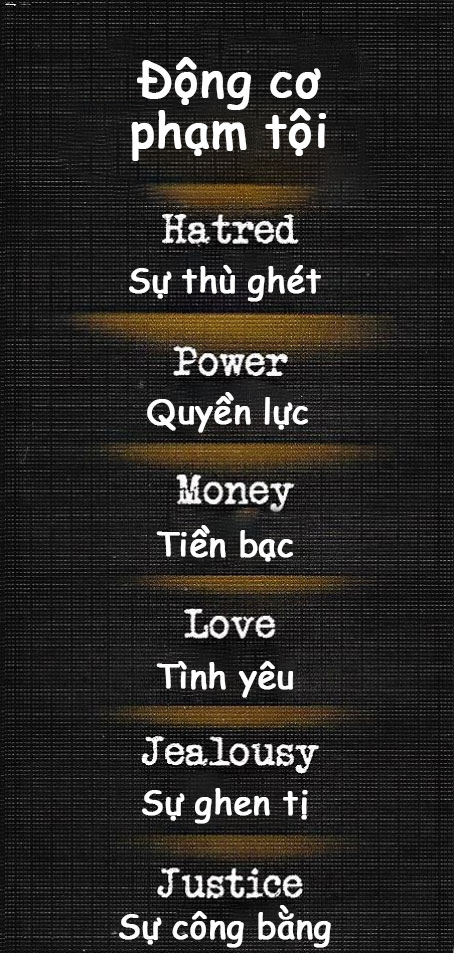 Động cơ
phạm tội
Hatred
Sự thù ghét
Power
Quyền lực
Money
Tiền bạc
Love
Tình yêu
Jealousy
Sự ghen tị
Justice
Sự công bằng